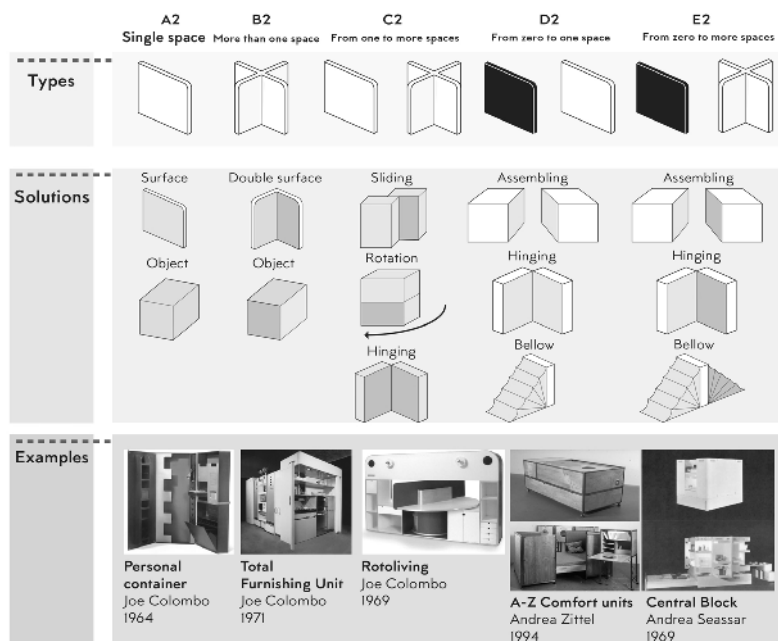 A2
Single space
B2
More than one space
C2
From one to more spaces
D2
From zero to one space
E2
From zero to more spaces
Types
Solutions
Surface
Object
Double surface
Object
Sliding
Rotation
Hinging
Assembling
Hinging
Bellow
Assembling
Hinging
Bellow
Examples
Personal
container
Joe Colombo
1964
Total
Furnishing Unit
Joe Colombo
1971
Rotoliving
Joe Colombo
1969
A-Z Comfort units
Andrea Zittel
1994
Central Block
Andrea Seassar
1969